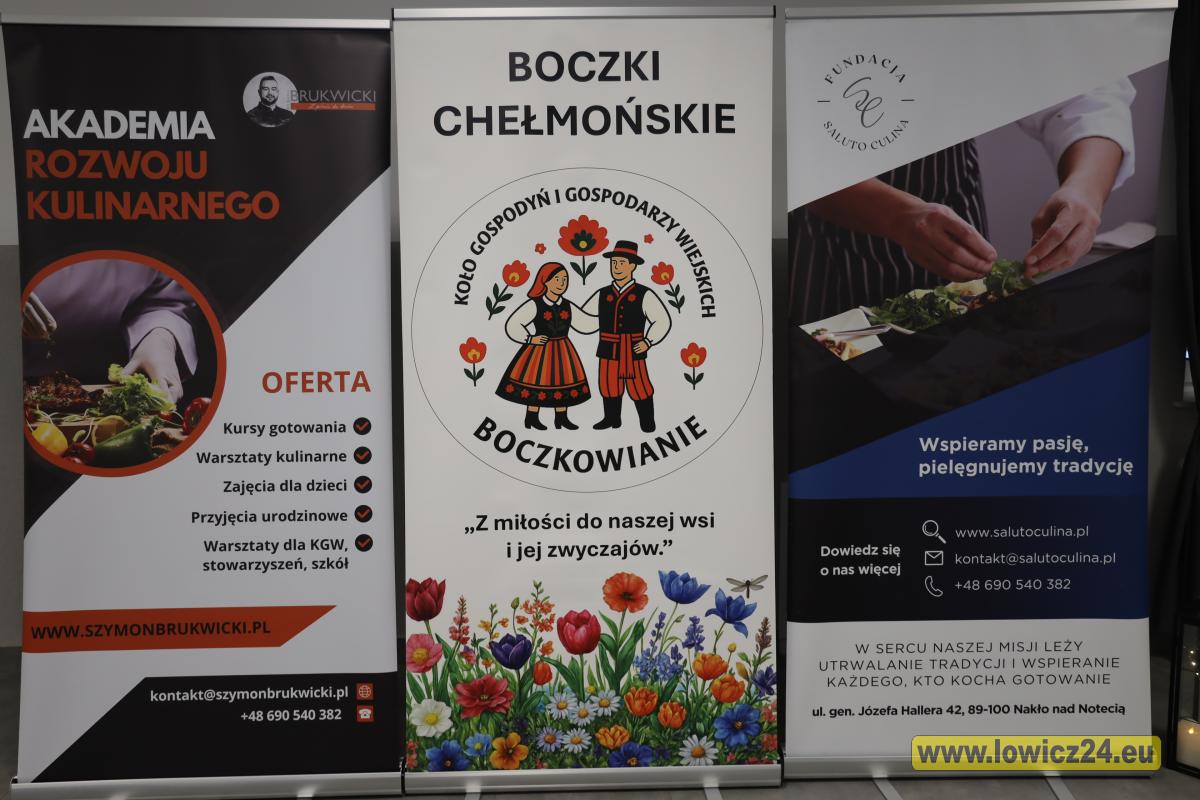 BRUKWICKI
AKADEMIA
ROZWOJU
KULINARNEGO
OFERTA
Kursy gotowania
Warsztaty kulinarne
Zajęcia dla dzieci
Przyjęcia urodzinowe
Warsztaty dla KGW,
stowarzyszeń, szkół
WWW.SZYMONBRUKWICKI.PL
kontakt@szymonbrukwicki.pl
+48 690 540 382
BOCZKI
CHEŁMOŃSKIE
KOŁO GOSPODYŃ I GOSPODARZY WIEJSKICH
BOCZKOWIANIE
„Z miłości do naszej wsi
i jej zwyczajów.”
FUNDACJA
SALUTO CULINA
Wspieramy pasję,
pielęgnujemy tradycję
Dowiedz się
o nas więcej
www.salutoculina.pl
kontakt@salutoculina.pl
+48 690 540 382
W SERCU NASZEJ MISJI LEŻY
UTRWALANIE TRADYCJI I WSPIERANIE
KAŻDEGO, KTO KOCHA GOTOWANIE
ul. gen. Józefa Hallera 42, 89-100 Nakło nad Notecią
www.lowicz24.eu